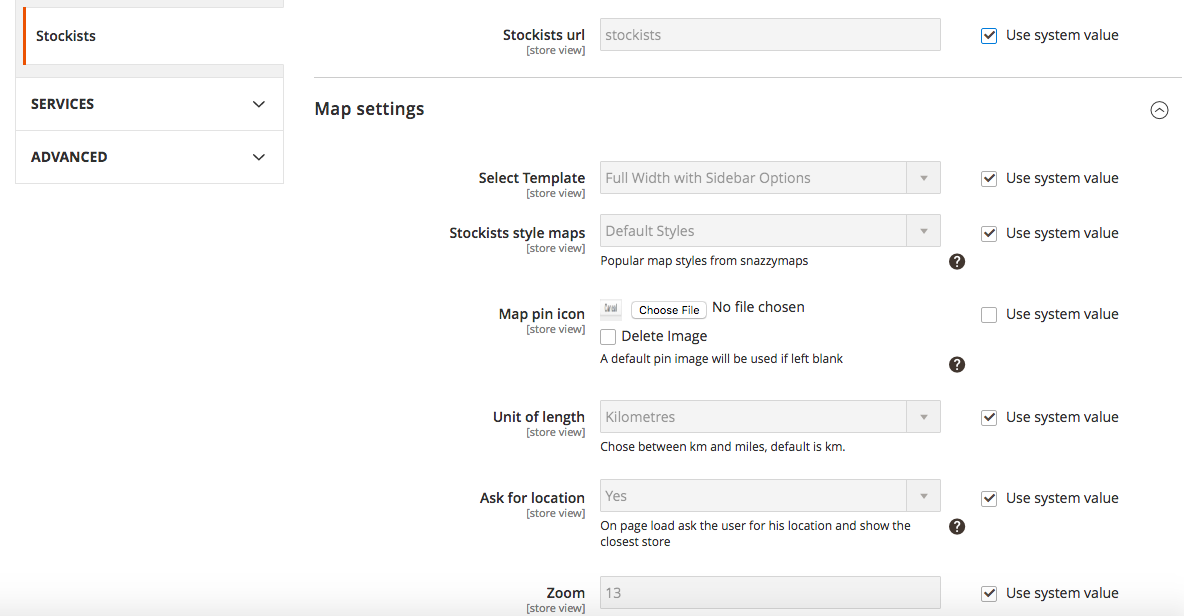 Stockists
SERVICES
ADVANCED
Stockists url
[store view]
stockists
Use system value
Map settings
Select Template
[store view]
Full Width with Sidebar Options
Use system value
Stockists style maps
[store view]
Default Styles
Use system value
Popular map styles from snazzymaps
?
Map pin icon
[store view]
Choose File No file chosen
Use system value
Delete Image
A default pin image will be used if left blank
?
Unit of length
[store view]
Kilometres
Use system value
Chose between km and miles, default is km.
Ask for location
[store view]
Yes
Use system value
On page load ask the user for his location and show the
closest store
?
Zoom
[store view]
13
Use system value